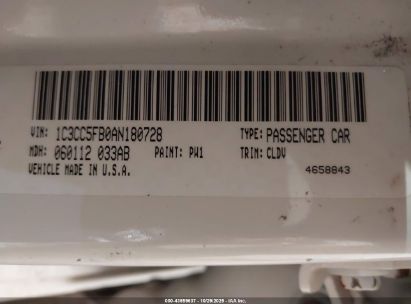 VIN: 1C3CC5FB0AN180728 TYPE: PASSENGER CAR
MDH: 060112 033AB PAINT: PW1 TRIM: CLDV
VEHICLE MADE IN U.S.A. 4658843